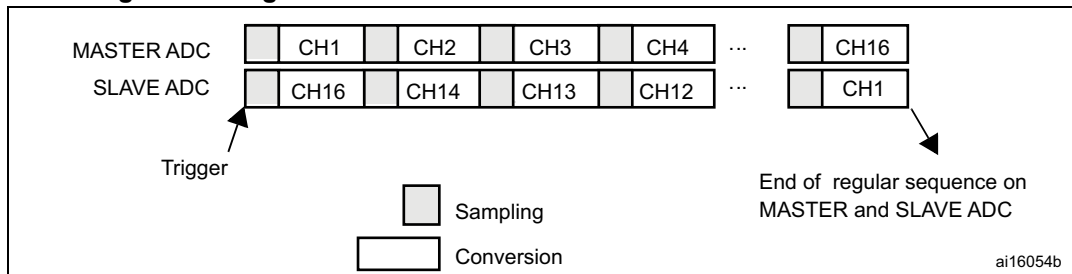 MASTER ADC CH1 CH2 CH3 CH4 ... CH16
SLAVE ADC CH16 CH14 CH13 CH12 ... CH1
Trigger
End of regular sequence on
MASTER and SLAVE ADC
Sampling
Conversion
ai16054b